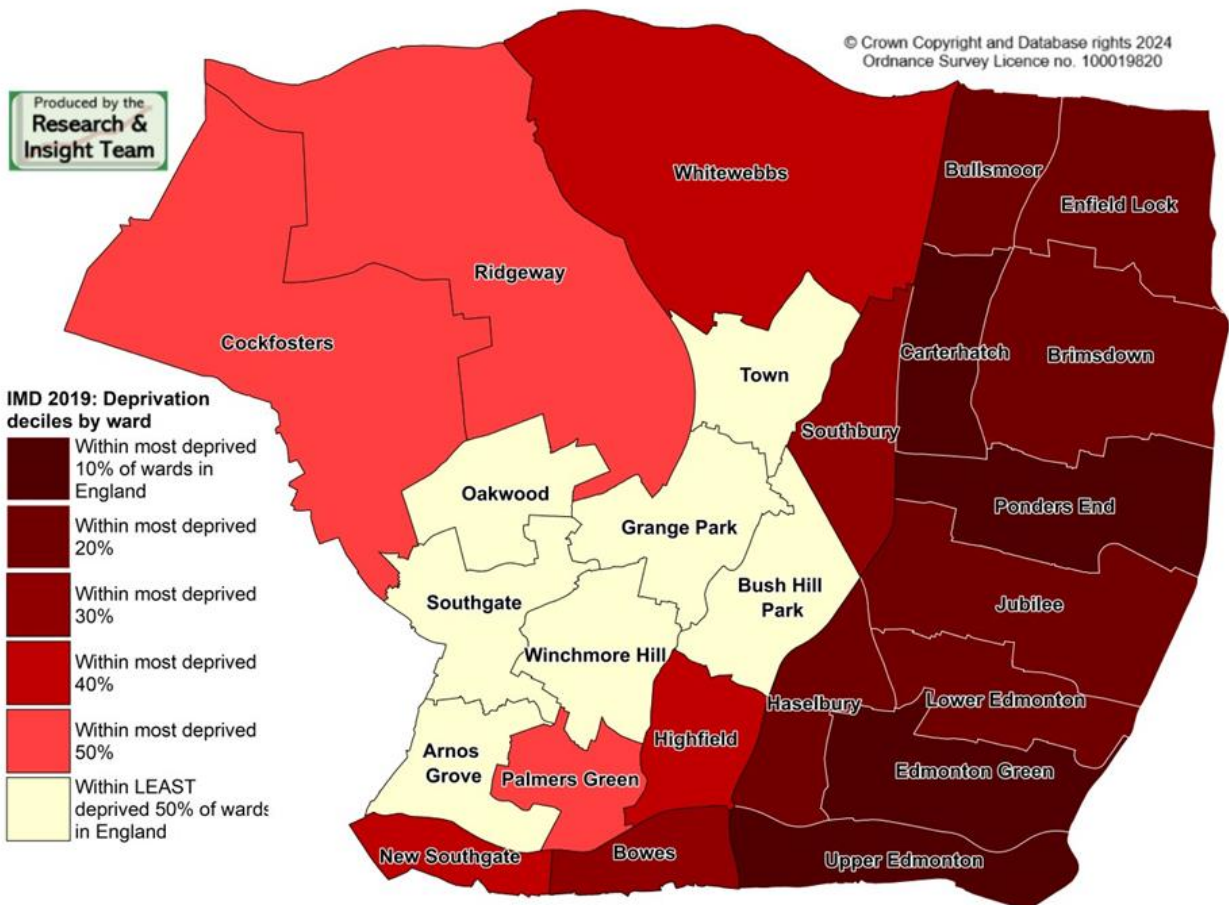 © Crown Copyright and Database rights 2024
Ordnance Survey Licence no. 100019820
Produced by the
Research &
Insight Team
Whitewebbs
Bullsmoor
Enfield Lock
Ridgeway
Cockfosters
Carterhatch
Brimsdown
Town
Southbury
Oakwood
Grange Park
Ponders End
Bush Hill
Park
Southgate
Jubilee
Winchmore Hill
Haselbury
Lower Edmonton
Highfield
Arnos
Grove
Palmers Green
Edmonton Green
New Southgate
Bowes
Upper Edmonton
IMD 2019: Deprivation
deciles by ward
Within most deprived
10% of wards in
England
Within most deprived
20%
Within most deprived
30%
Within most deprived
40%
Within most deprived
50%
Within LEAST
deprived 50% of wards
in England